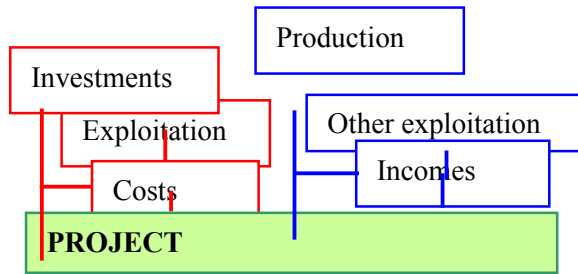 Production
Investments
Exploitation
Other exploitation
Costs
Incomes
PROJECT